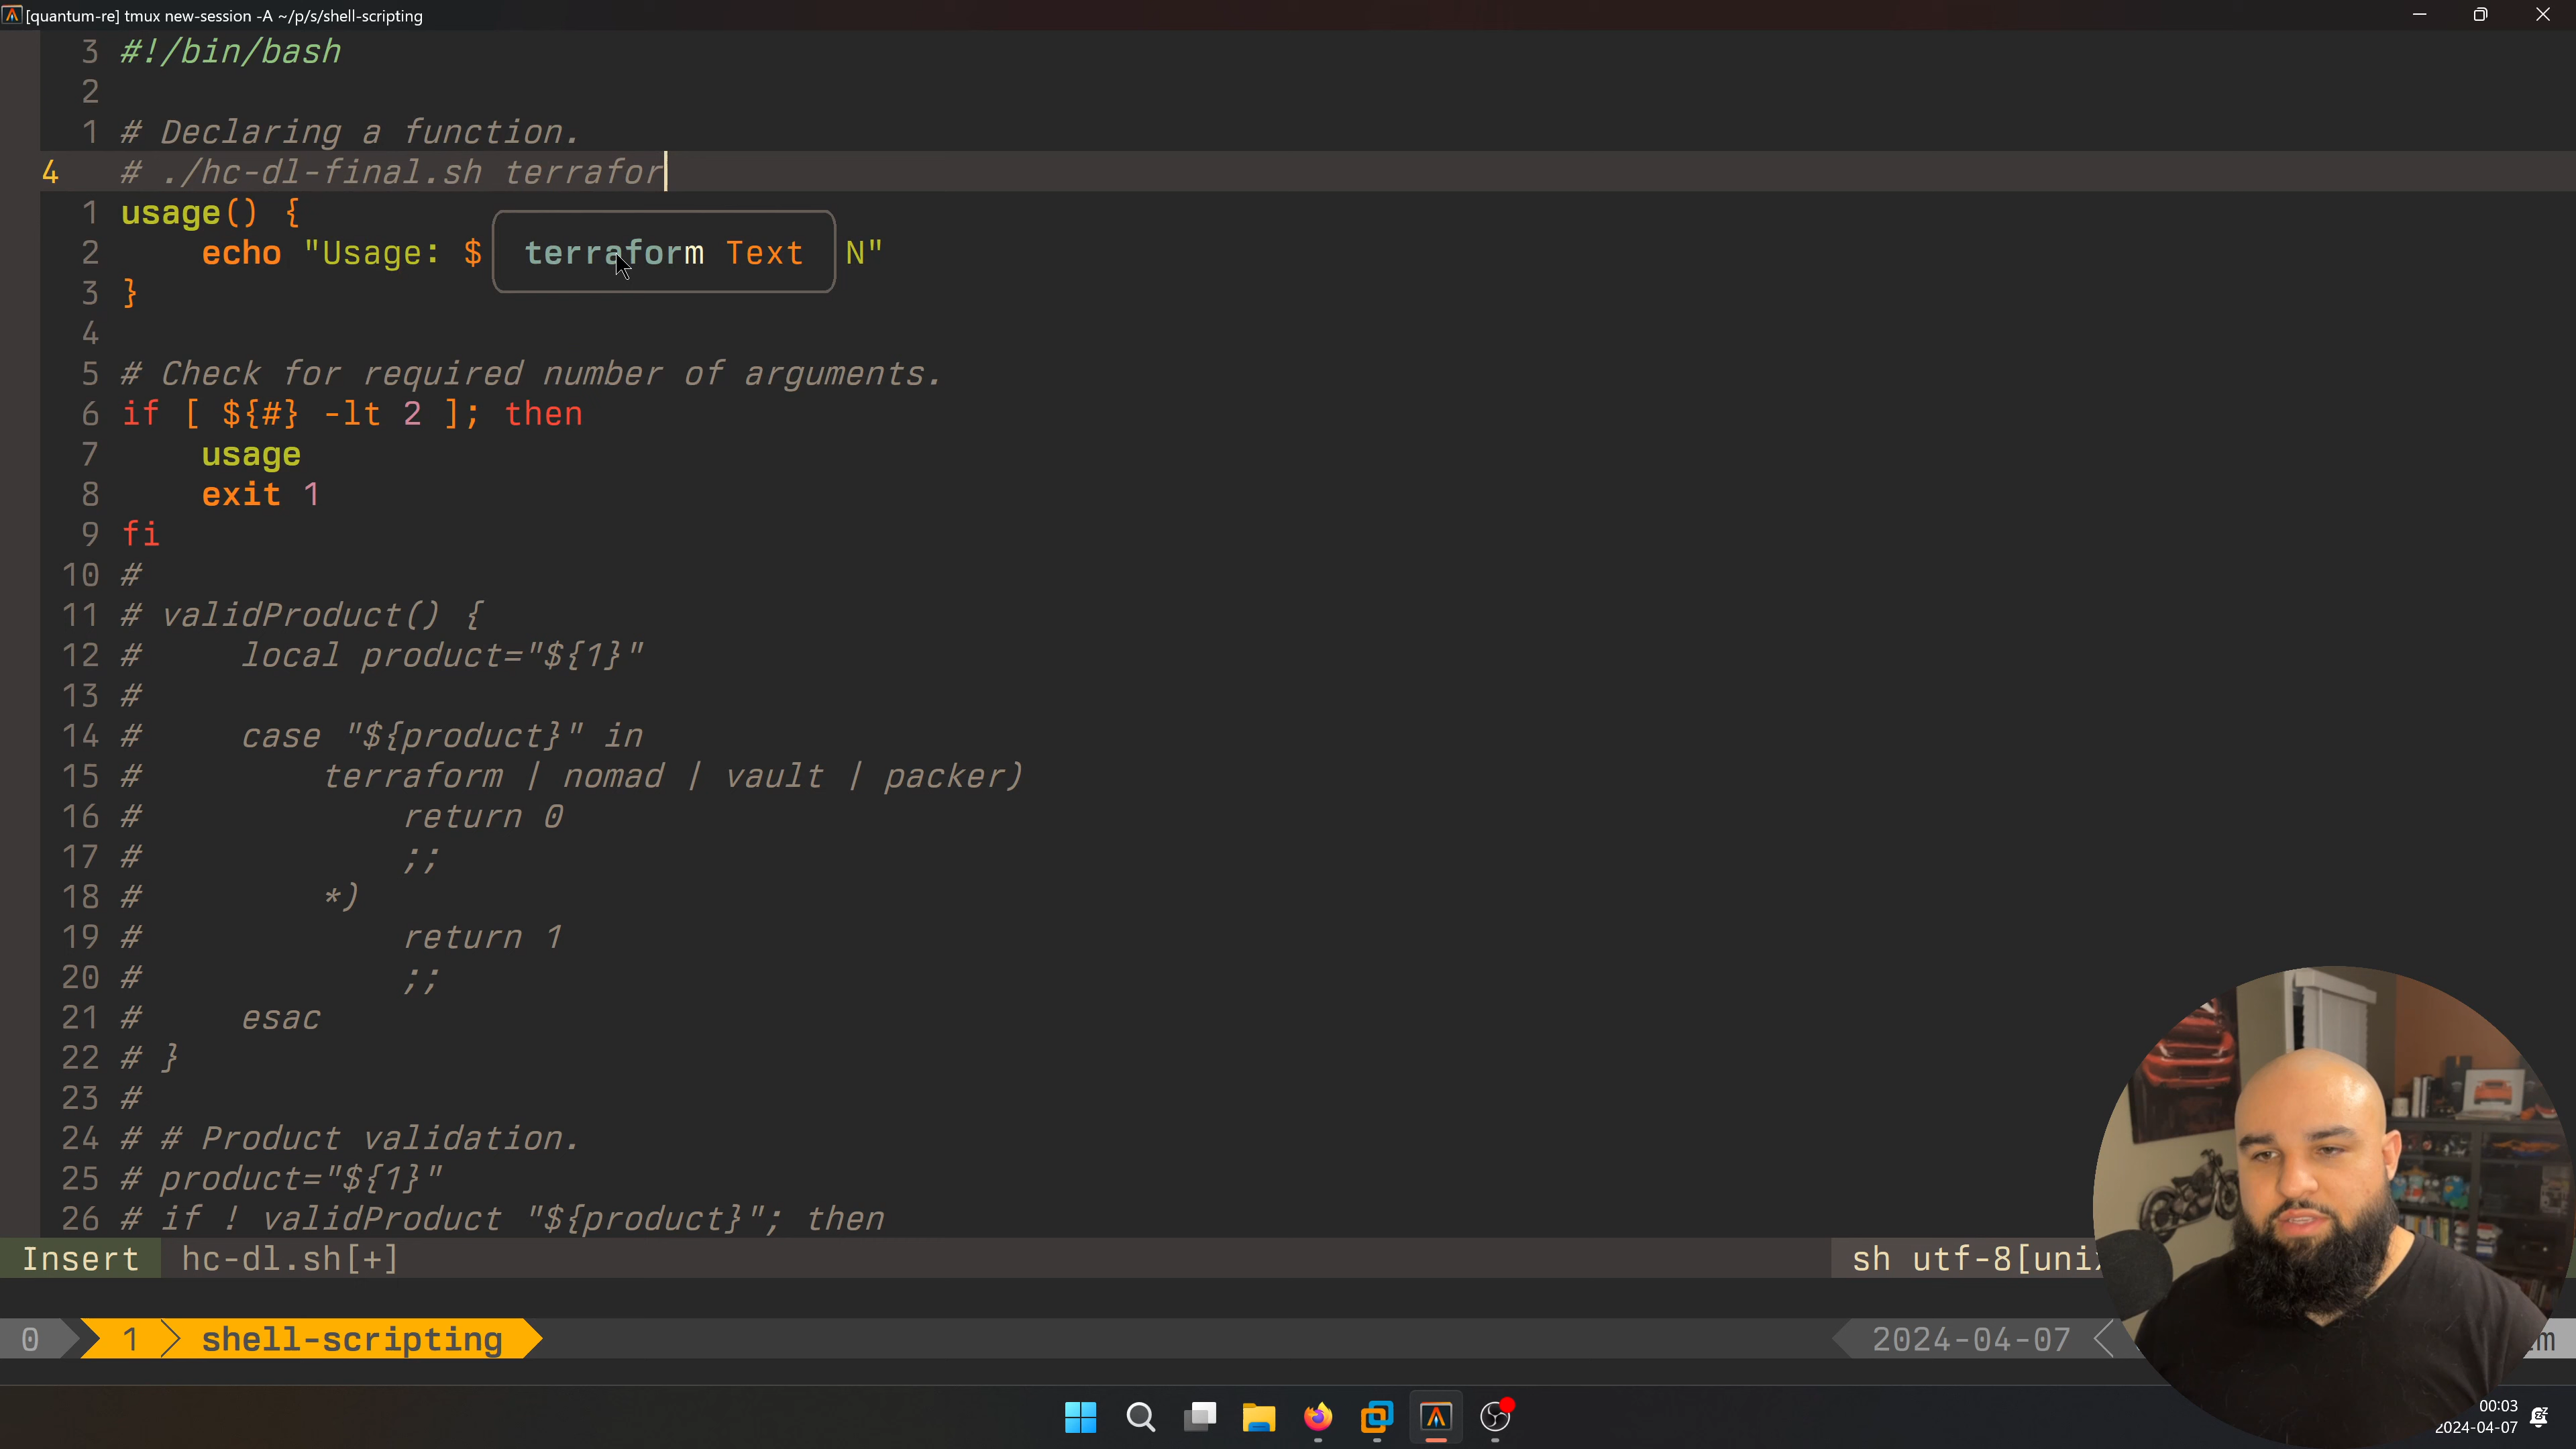 [quantum-re] tmux new-session -A ~/p/s/shell-scripting
3 #!/bin/bash
2
1 # Declaring a function.
4 # ./hc-dl-final.sh terrafor
1 usage() {
2 echo "Usage: $ terraform Text N"
3 }
4
5 # Check for required number of arguments.
6 if [ ${#} -lt 2 ]; then
7 usage
8 exit 1
9 fi
10 #
11 # validProduct() {
12 # local product="${1}"
13 #
14 # case "${product}" in
15 # terraform | nomad | vault | packer)
16 # return 0
17 # ;;
18 # *)
19 # return 1
20 # ;;
21 # esac
22 # }
23 #
24 # # Product validation.
25 # product="${1}"
26 # if ! validProduct "${product}"; then
Insert hc-dl.sh[+] sh utf-8[unix
0 1 shell-scripting 2024-04-07 m
00:03
2024-04-07